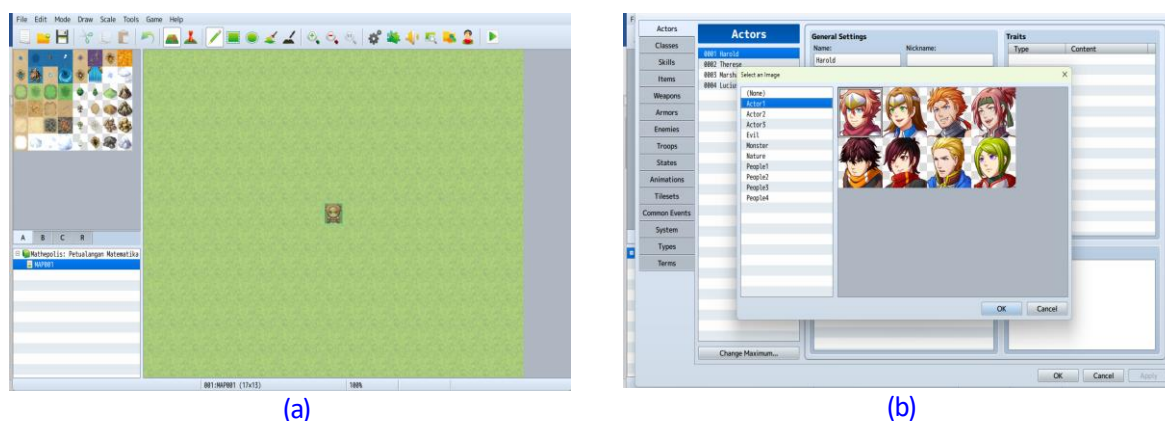 File Edit Mode Draw Scale Tools Game Help
A B C R
Mathepolis: Petualangan Matematika
MAP001
001:MAP001 (17x13) 100%
(a)
F
Actors
Classes
Skills
Items
Weapons
Armors
Enemies
Troops
States
Animations
Tilesets
Common Events
System
Types
Terms
Actors
0001 Harold
0002 Therese
0003 Marsh
0004 Lucius
Change Maximum...
General Settings
Name: Nickname:
Harold
Traits
Type Content
Select an Image X
(None)
Actor1
Actor2
Actor3
Evil
Monster
Nature
People1
People2
People3
People4
OK Cancel
OK Cancel Apply
(b)